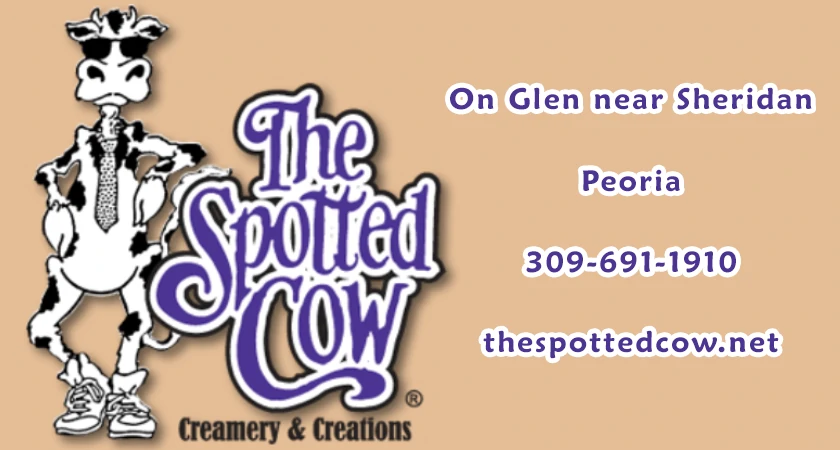 The
Spotted
Cow
®
Creamery & Creations
On Glen near Sheridan
Peoria
309-691-1910
thespottedcow.net